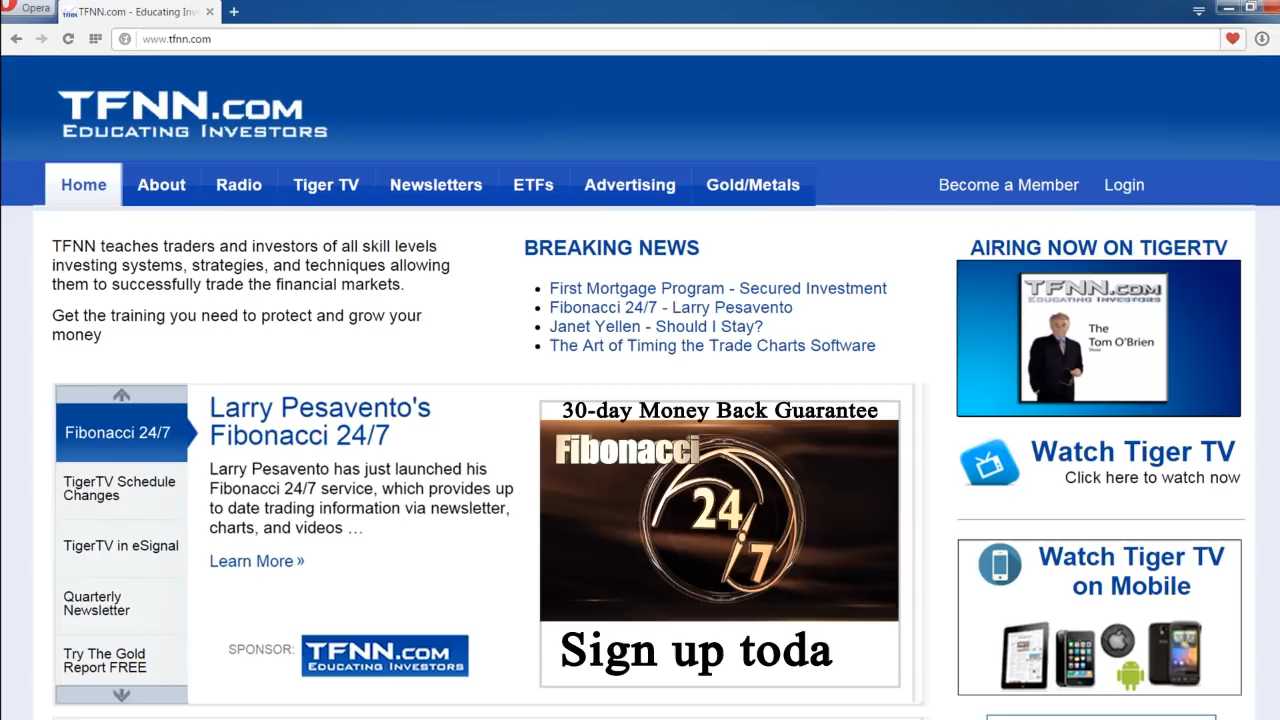 Opera
TFNN.com - Educating Inv
www.tfnn.com
TFNN.com
Educating Investors
Home
About
Radio
Tiger TV
Newsletters
ETFs
Advertising
Gold/Metals
Become a Member
Login
TFNN teaches traders and investors of all skill levels
investing systems, strategies, and techniques allowing
them to successfully trade the financial markets.
Get the training you need to protect and grow your
money
BREAKING NEWS
First Mortgage Program - Secured Investment
Fibonacci 24/7 - Larry Pesavento
Janet Yellen - Should I Stay?
The Art of Timing the Trade Charts Software
AIRING NOW ON TIGERTV
TFNN.com
Educating Investors
The
Tom O'Brien
Show
Watch Tiger TV
Click here to watch now
Fibonacci 24/7
TigerTV Schedule
Changes
TigerTV in eSignal
Quarterly
Newsletter
Try The Gold
Report FREE
Larry Pesavento's
Fibonacci 24/7
Larry Pesavento has just launched his
Fibonacci 24/7 service, which provides up
to date trading information via newsletter,
charts, and videos …
Learn More »
SPONSOR:
TFNN.com
Educating Investors
30-day Money Back Guarantee
Fibonacci
24
7
Sign up toda
Watch Tiger TV
on Mobile